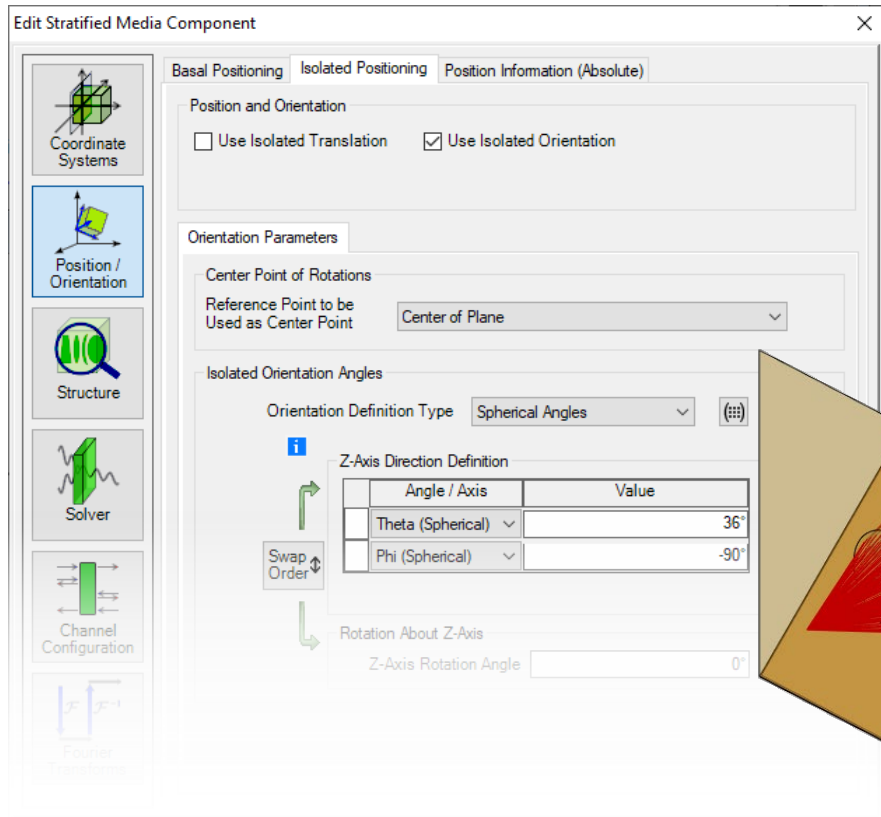 Edit Stratified Media Component
Basal Positioning
Isolated Positioning
Position Information (Absolute)
Coordinate
Systems
Position /
Orientation
Structure
Solver
Channel
Configuration
Fourier
Transforms
Position and Orientation
Use Isolated Translation
Use Isolated Orientation
Orientation Parameters
Center Point of Rotations
Reference Point to be
Used as Center Point
Center of Plane
Isolated Orientation Angles
Orientation Definition Type
Spherical Angles
Z-Axis Direction Definition
Angle / Axis
Value
Theta (Spherical)
36°
Phi (Spherical)
-90°
Swap
Order
Rotation About Z-Axis
Z-Axis Rotation Angle
0°